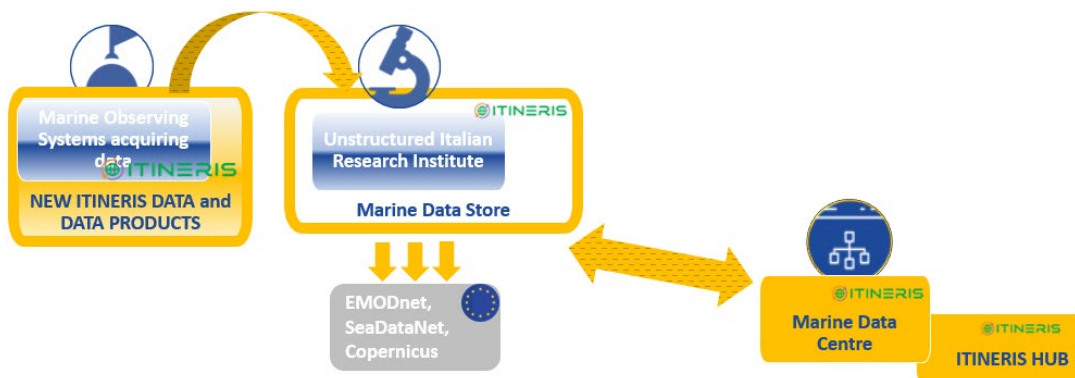 Marine Observing
Systems acquiring
data
ITINERIS
NEW ITINERIS DATA and
DATA PRODUCTS
ITINERIS
Unstructured Italian
Research Institute
Marine Data Store
EMODnet,
SeaDataNet,
Copernicus
ITINERIS
Marine Data
Centre
ITINERIS
ITINERIS HUB